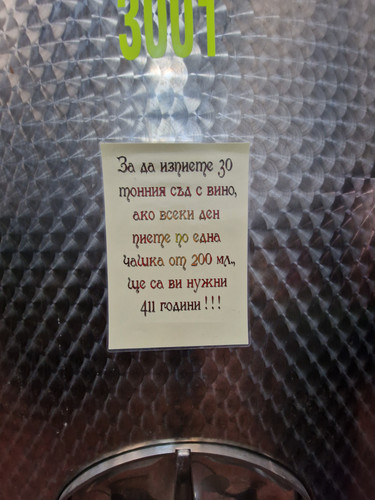 3001
За да изпиете 30
тонния съд с вино,
ако всеки ден
пиете по една
чашка от 200 мл.,
ще са ви нужни
411 години ! ! !